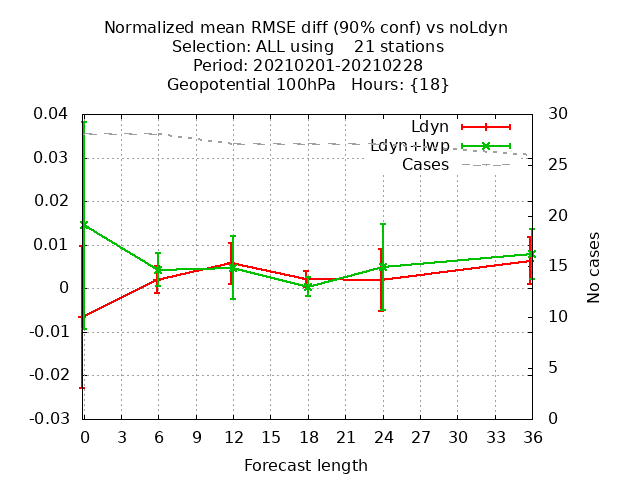 Normalized mean RMSE diff (90% conf) vs noLdyn
Selection: ALL using    21 stations
Period: 20210201-20210228
Geopotential 100hPa   Hours: {18}
0.04
0.03
0.02
0.01
0
-0.01
-0.02
-0.03
30
25
20
15
10
5
0
Ldyn
Ldyn+lwp
Cases
No cases
0 3 6 9 12 15 18 21 24 27 30 33 36
Forecast length